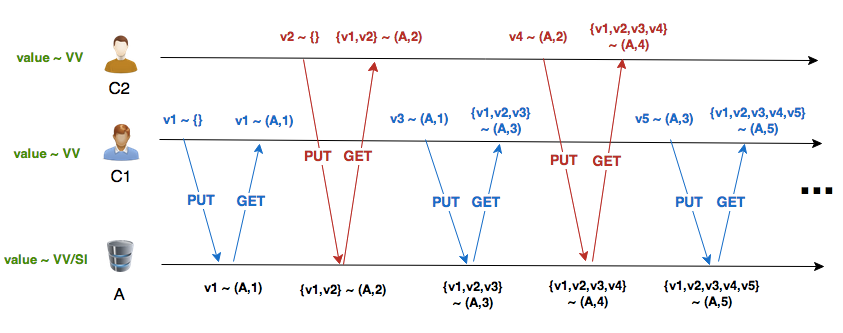 v2 ~ {}
{v1,v2} ~ (A,2)
v4 ~ (A,2)
{v1,v2,v3,v4}
~ (A,4)
value ~ VV
C2
v1 ~ {}
v1 ~ (A,1)
v3 ~ (A,1)
{v1,v2,v3}
~ (A,3)
v5 ~ (A,3)
{v1,v2,v3,v4,v5}
~ (A,5)
value ~ VV
C1
PUT GET
PUT GET
PUT GET
PUT GET
PUT GET
...
value ~ VV/SI
A
v1 ~ (A,1)
{v1,v2} ~ (A,2)
{v1,v2,v3}
~ (A,3)
{v1,v2,v3,v4}
~ (A,4)
{v1,v2,v3,v4,v5}
~ (A,5)